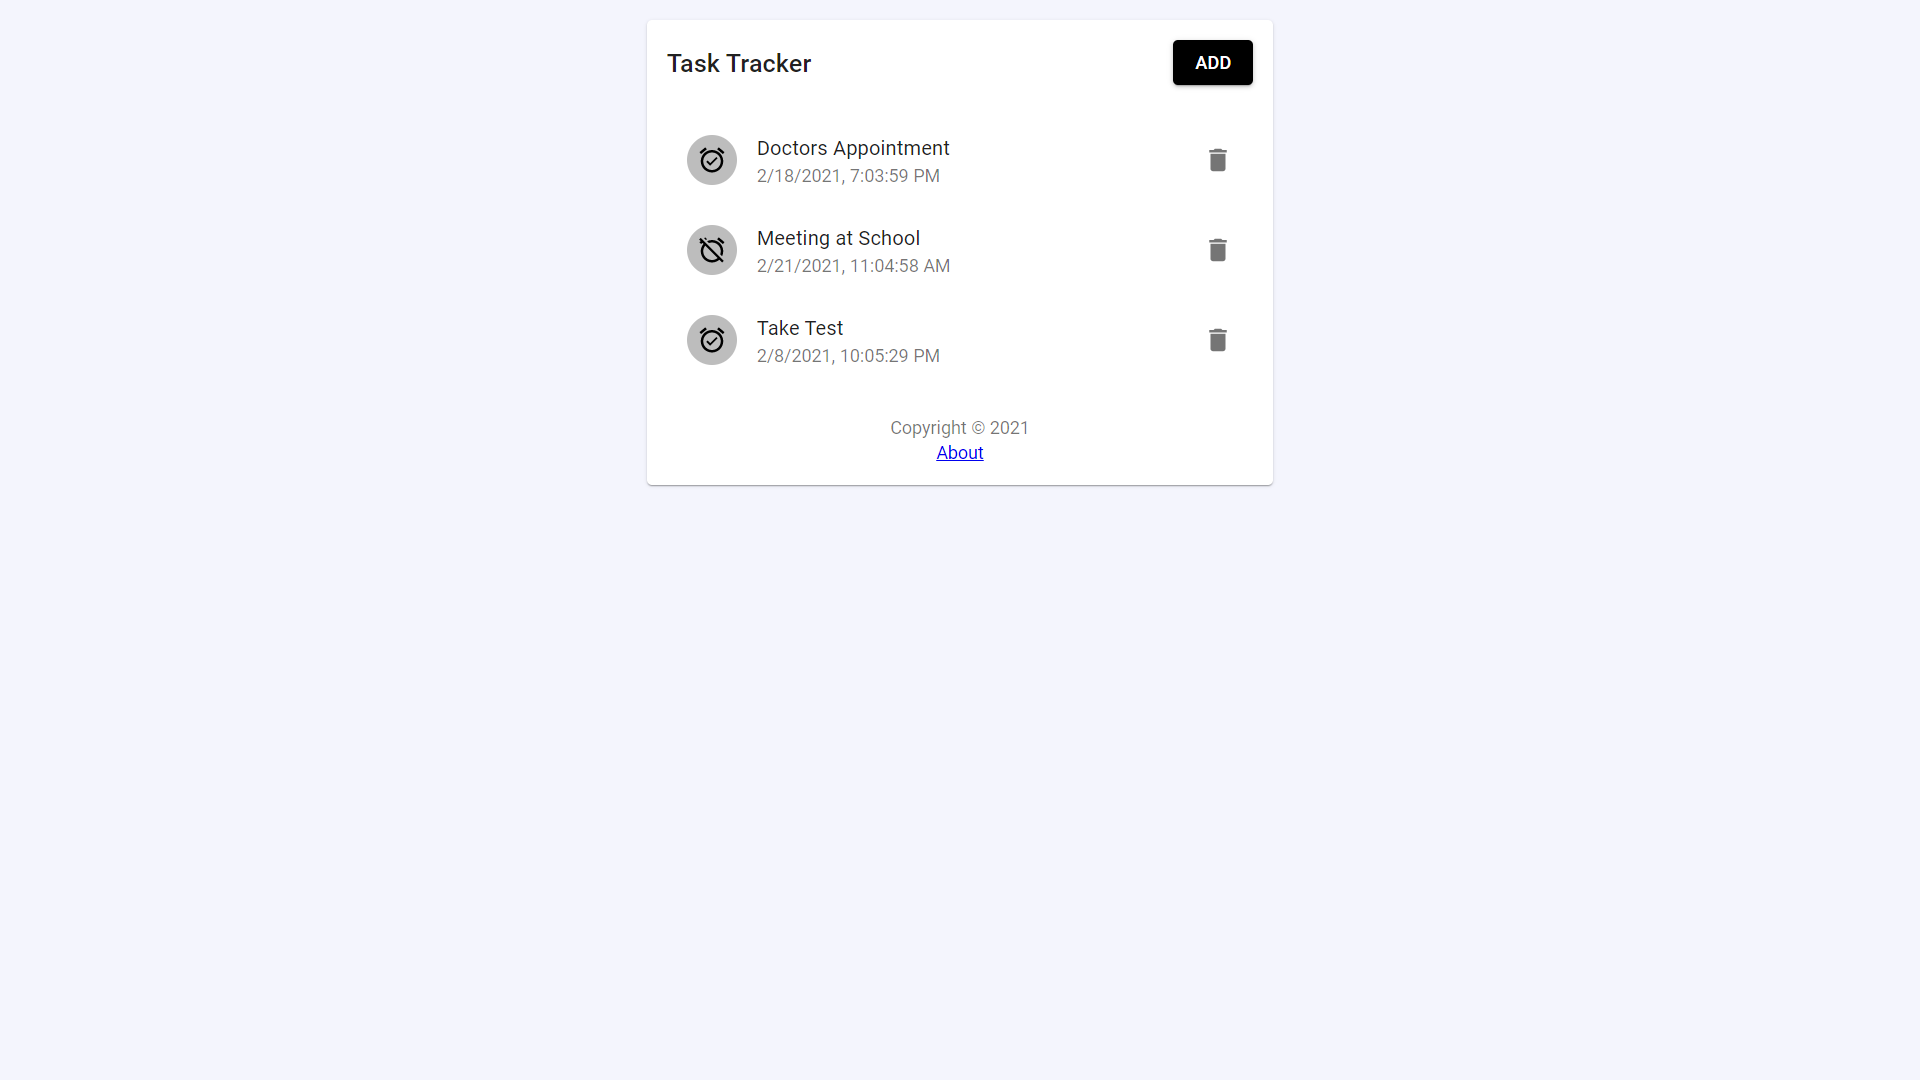 Task Tracker
ADD
Doctors Appointment
2/18/2021, 7:03:59 PM
Meeting at School
2/21/2021, 11:04:58 AM
Take Test
2/8/2021, 10:05:29 PM
Copyright © 2021
About